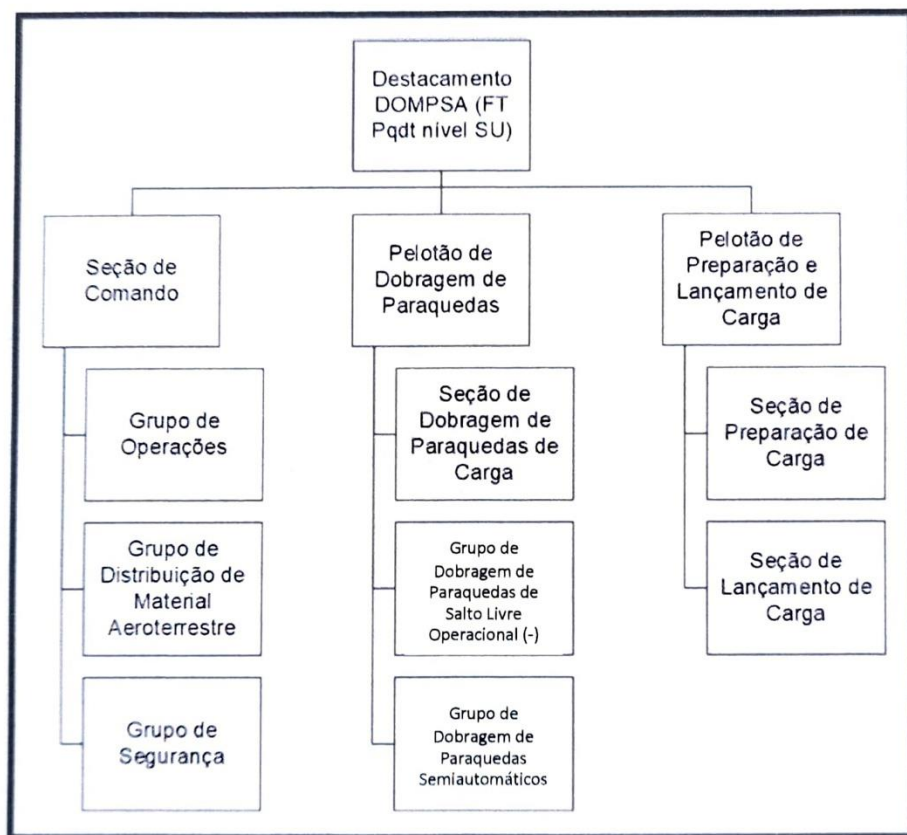 Destacamento
DOMPSA (FT
Pqdt nível SU)
Seção de
Comando
Pelotão de
Dobragem de
Paraquedas
Pelotão de
Preparação e
Lançamento de
Carga
Grupo de
Operações
Seção de
Dobragem de
Paraquedas de
Carga
Seção de
Preparação de
Carga
Grupo de
Distribuição de
Material
Aeroterrestre
Grupo de
Dobragem de
Paraquedas de
Salto Livre
Operacional (-)
Seção de
Lançamento de
Carga
Grupo de
Segurança
Grupo de
Dobragem de
Paraquedas
Semiautomáticos